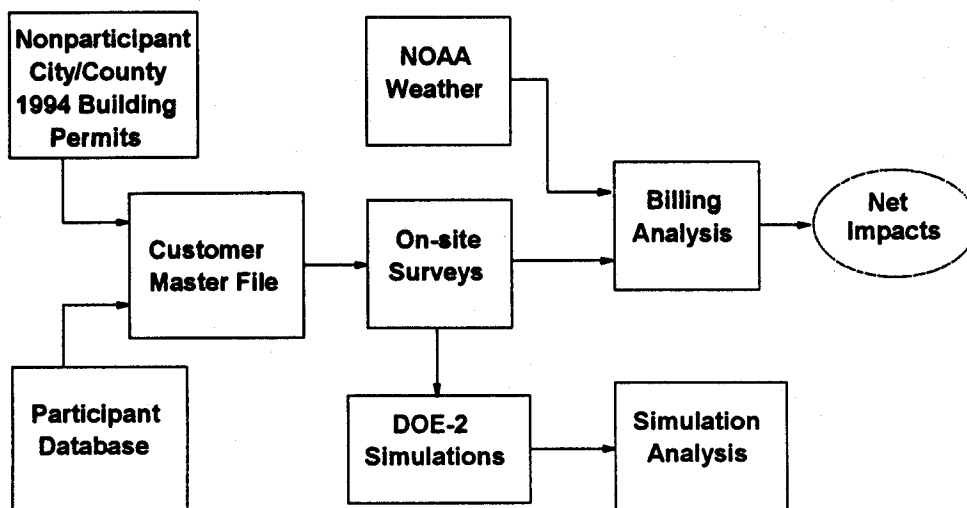 Nonparticipant
City/County
1994 Building
Permits
NOAA
Weather
Customer
Master File
On-site
Surveys
Billing
Analysis
Net
Impacts
Participant
Database
DOE-2
Simulations
Simulation
Analysis